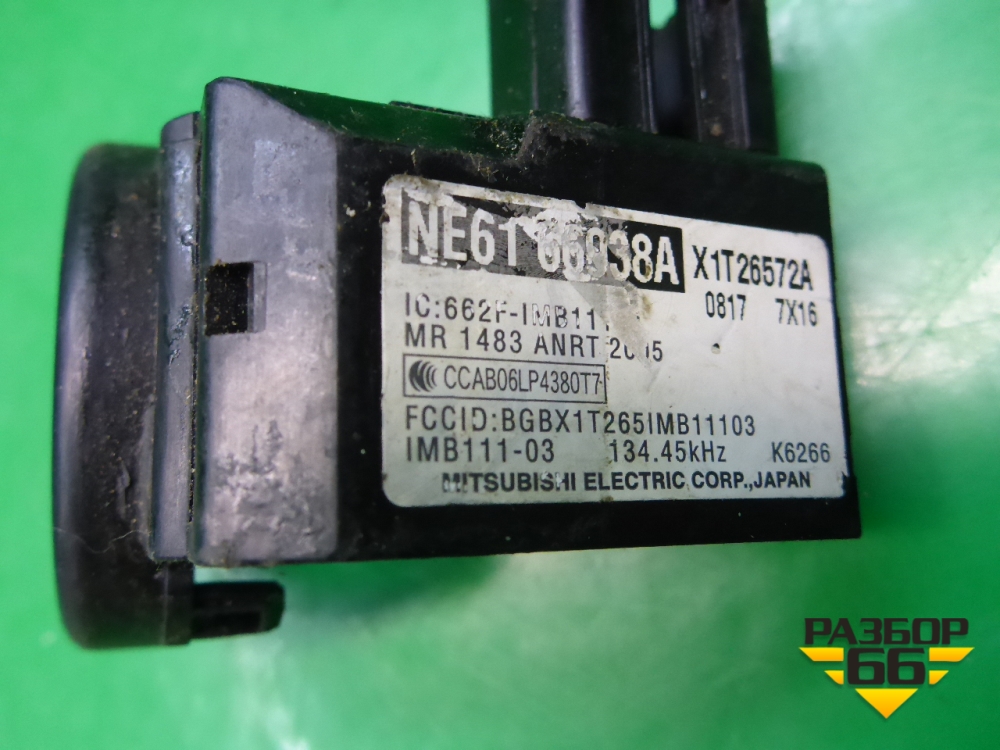 NE61 66938A X1T26572A
IC:662F-IMB11 0817 7X16
MR 1483 ANRT
CCAB06LP4380T7
FCCID:BGBX1T265IMB11103
IMB111-03 134.45kHz K6266
MITSUBISHI ELECTRIC CORP.,JAPAN
РАЗБОР
66